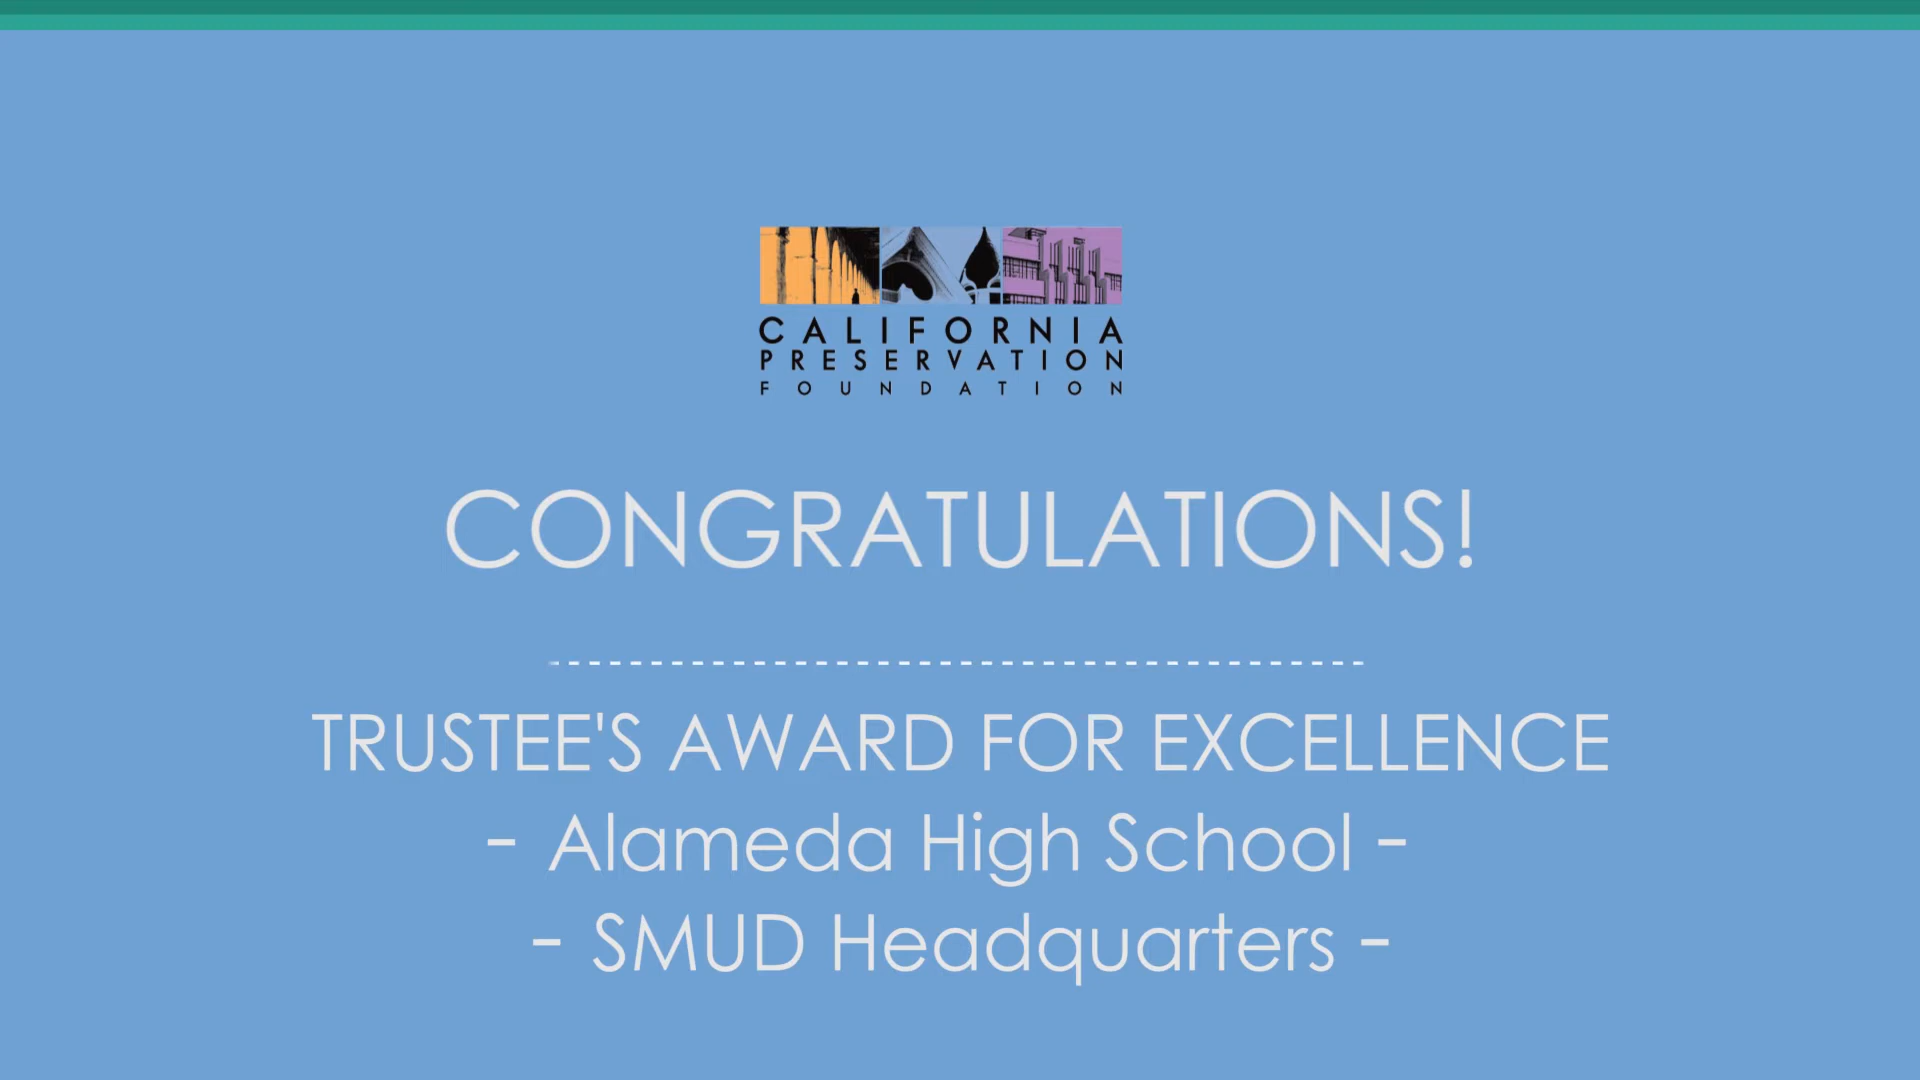 CALIFORNIA
PRESERVATION
FOUNDATION
CONGRATULATIONS!
TRUSTEE'S AWARD FOR EXCELLENCE
- Alameda High School -
- SMUD Headquarters -